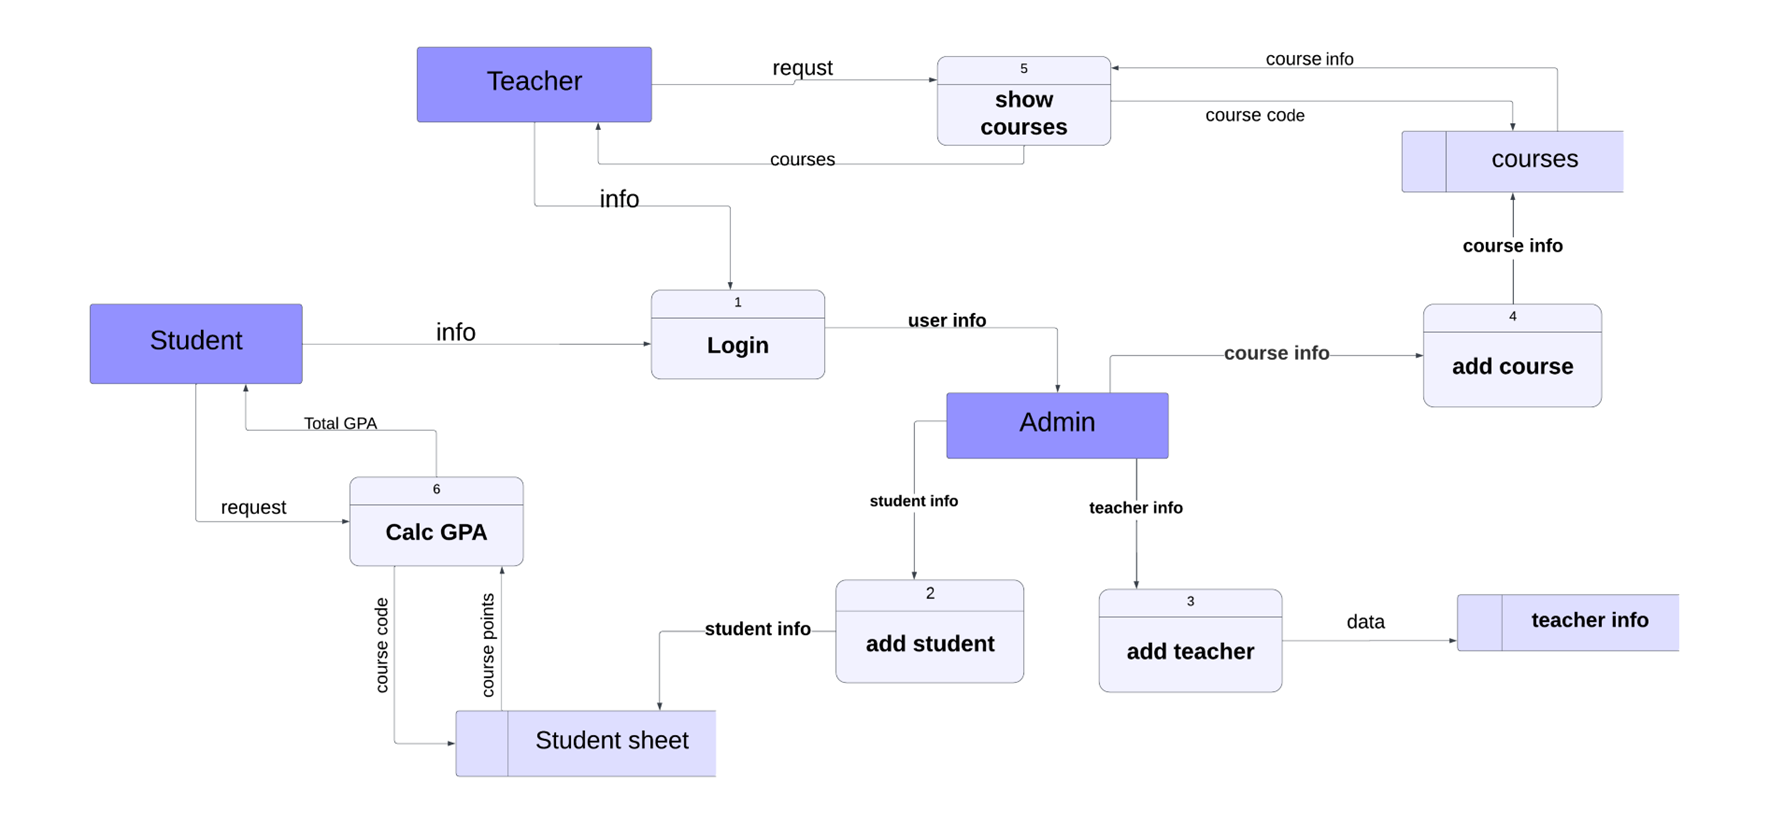 Teacher
requst
5
show
courses
course info
course code
courses
courses
info
course info
Student
info
1
Login
user info
course info
4
add course
Total GPA
Admin
request
6
Calc GPA
student info
teacher info
course code
course points
student info
2
add student
3
add teacher
data
teacher info
Student sheet